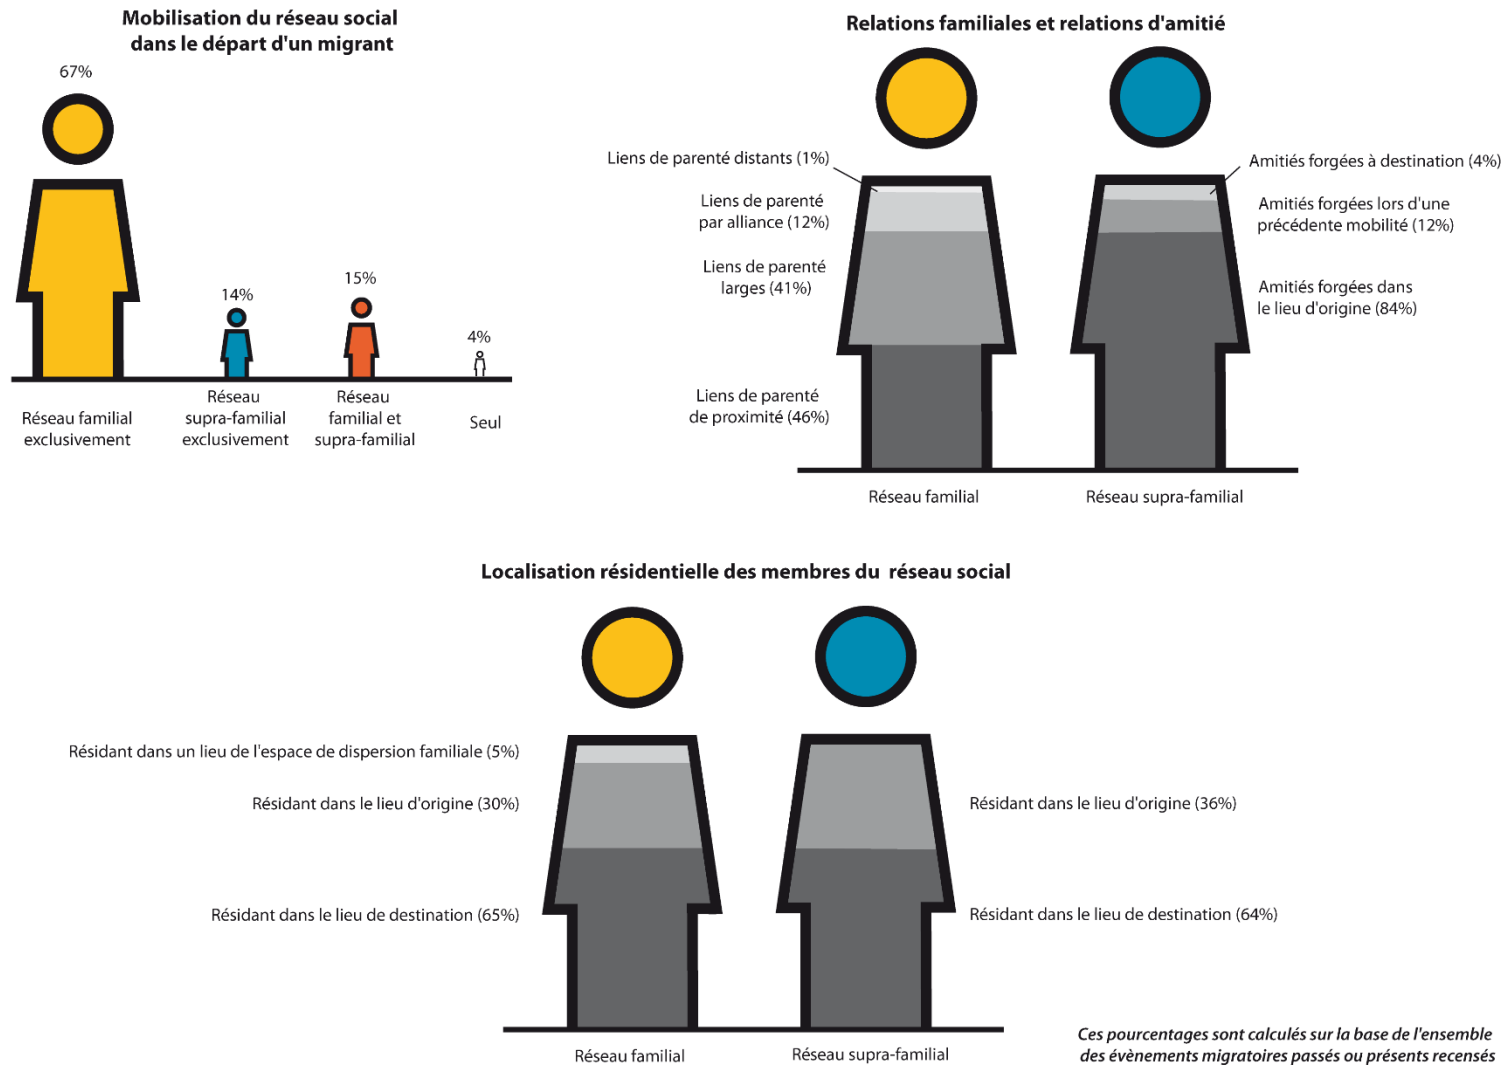 Mobilisation du réseau social
dans le départ d'un migrant
67%
14%
15%
4%
Réseau familial
exclusivement
Réseau
supra-familial
exclusivement
Réseau
familial et
supra-familial
Seul
Relations familiales et relations d'amitié
Liens de parenté distants (1%)
Liens de parenté
par alliance (12%)
Liens de parenté
larges (41%)
Liens de parenté
de proximité (46%)
Amitiés forgées à destination (4%)
Amitiés forgées lors d'une
précédente mobilité (12%)
Amitiés forgées dans
le lieu d'origine (84%)
Réseau familial
Réseau supra-familial
Localisation résidentielle des membres du réseau social
Résidant dans un lieu de l'espace de dispersion familiale (5%)
Résidant dans le lieu d'origine (30%)
Résidant dans le lieu de destination (65%)
Résidant dans le lieu d'origine (36%)
Résidant dans le lieu de destination (64%)
Réseau familial
Réseau supra-familial
Ces pourcentages sont calculés sur la base de l'ensemble
des évènements migratoires passés ou présents recensés